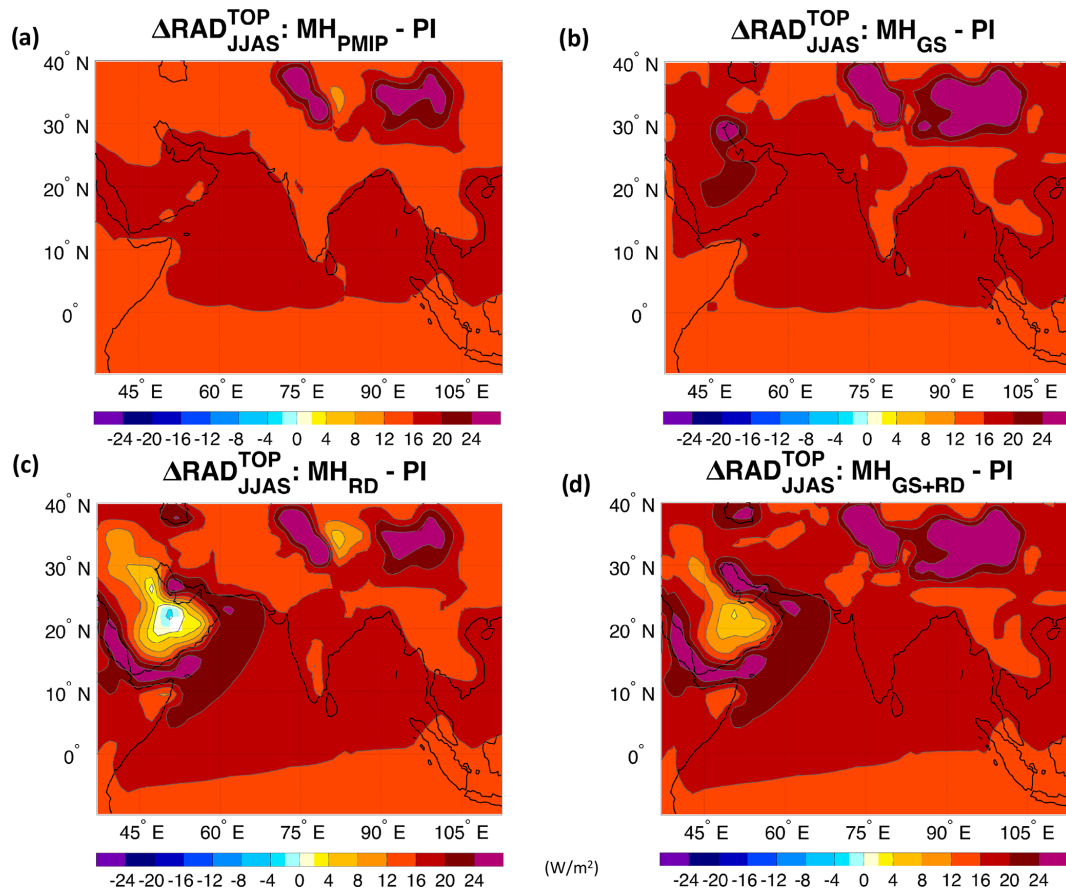 (a)
ΔRAD^TOP_JJAS: MH_PMIP - PI
40° N
30° N
20° N
10° N
0°
45° E 60° E 75° E 90° E 105° E
-24 -20 -16 -12 -8 -4 0 4 8 12 16 20 24
(b)
ΔRAD^TOP_JJAS: MH_GS - PI
40° N
30° N
20° N
10° N
0°
45° E 60° E 75° E 90° E 105° E
-24 -20 -16 -12 -8 -4 0 4 8 12 16 20 24
(c)
ΔRAD^TOP_JJAS: MH_RD - PI
40° N
30° N
20° N
10° N
0°
45° E 60° E 75° E 90° E 105° E
-24 -20 -16 -12 -8 -4 0 4 8 12 16 20 24
(d)
ΔRAD^TOP_JJAS: MH_GS+RD - PI
40° N
30° N
20° N
10° N
0°
45° E 60° E 75° E 90° E 105° E
(W/m²)
-24 -20 -16 -12 -8 -4 0 4 8 12 16 20 24